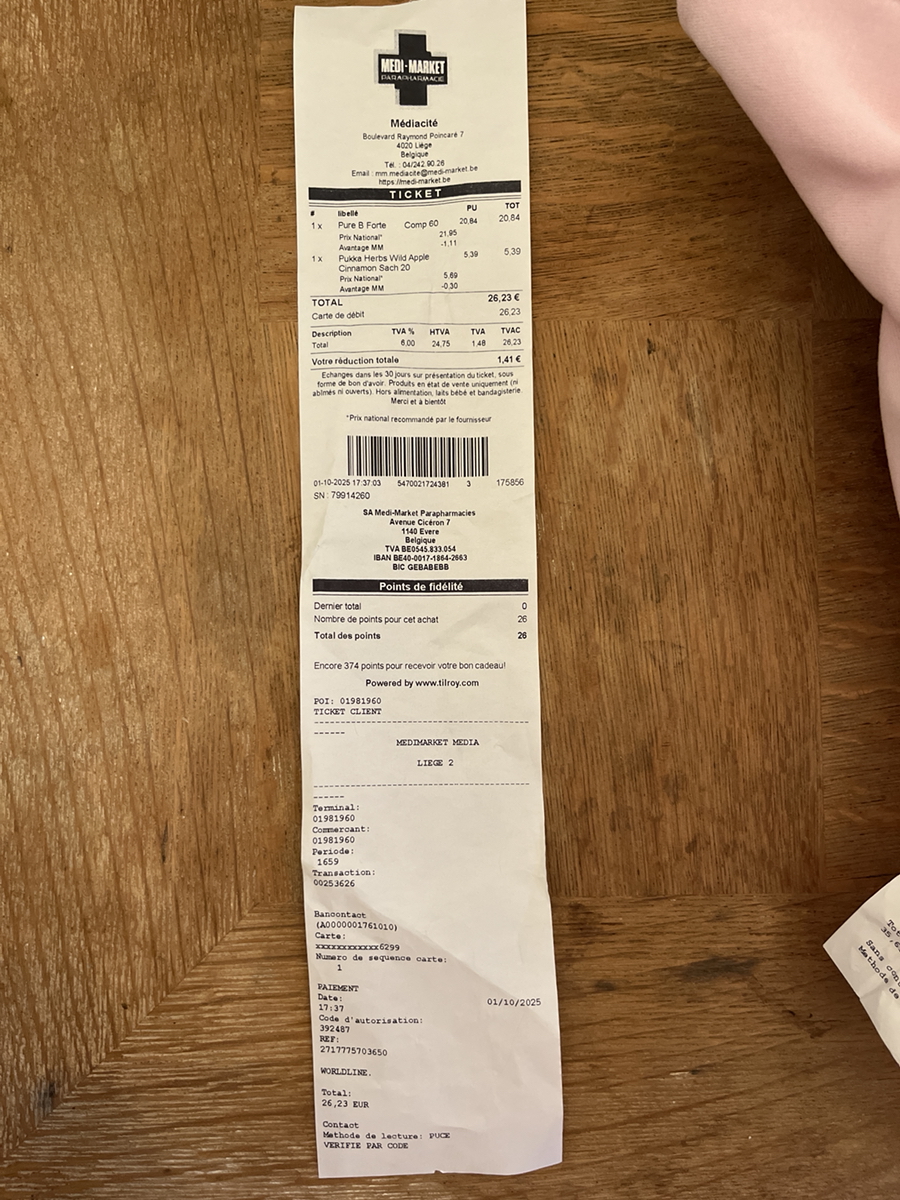 MEDI-MARKET
PARAPHARMACIE
Médiacité
Boulevard Raymond Poincaré 7
4020 Liège
Belgique
Tél. : 04/242.90.26
Email : mm.mediacite@medi-market.be
https://medi-market.be
TICKET
# libellé PU TOT
1 x Pure B Forte Comp 60 20,84 20,84
Prix National* 21,95
Avantage MM -1,11
1 x Pukka Herbs Wild Apple 5,39 5,39
Cinnamon Sach 20
Prix National* 5,69
Avantage MM -0,30
TOTAL 26,23 €
Carte de débit 26,23
Description TVA % HTVA TVA TVAC
Total 6,00 24,75 1,48 26,23
Votre réduction totale 1,41 €
Echanges dans les 30 jours sur présentation du ticket, sous
forme de bon d'avoir. Produits en état de vente uniquement (ni
abîmés ni ouverts). Hors alimentation, laits bébé et bandagisterie.
Merci et à bientôt
*Prix national recommandé par le fournisseur
01-10-2025 17:37:03 5470021724381 3 175856
SN : 79914260
SA Medi-Market Parapharmacies
Avenue Cicéron 7
1140 Evere
Belgique
TVA BE0545.833.054
IBAN BE40-0017-1864-2663
BIC GEBABEBB
Points de fidélité
Dernier total 0
Nombre de points pour cet achat 26
Total des points 26
Encore 374 points pour recevoir votre bon cadeau!
Powered by www.tilroy.com
POI: 01981960
TICKET CLIENT
MEDIMARKET MEDIA
LIEGE 2
Terminal:
01981960
Commercant:
01981960
Periode:
1659
Transaction:
00253626
Bancontact
(A0000001761010)
Carte:
xxxxxxxxxxxx6299
Numero de sequence carte:
1
PAIEMENT
Date: 01/10/2025
17:37
Code d'autorisation:
392487
REF:
2717775703650
WORLDLINE.
Total:
26,23 EUR
Contact
Methode de lecture: PUCE
VERIFIE PAR CODE
Sans
Methode de